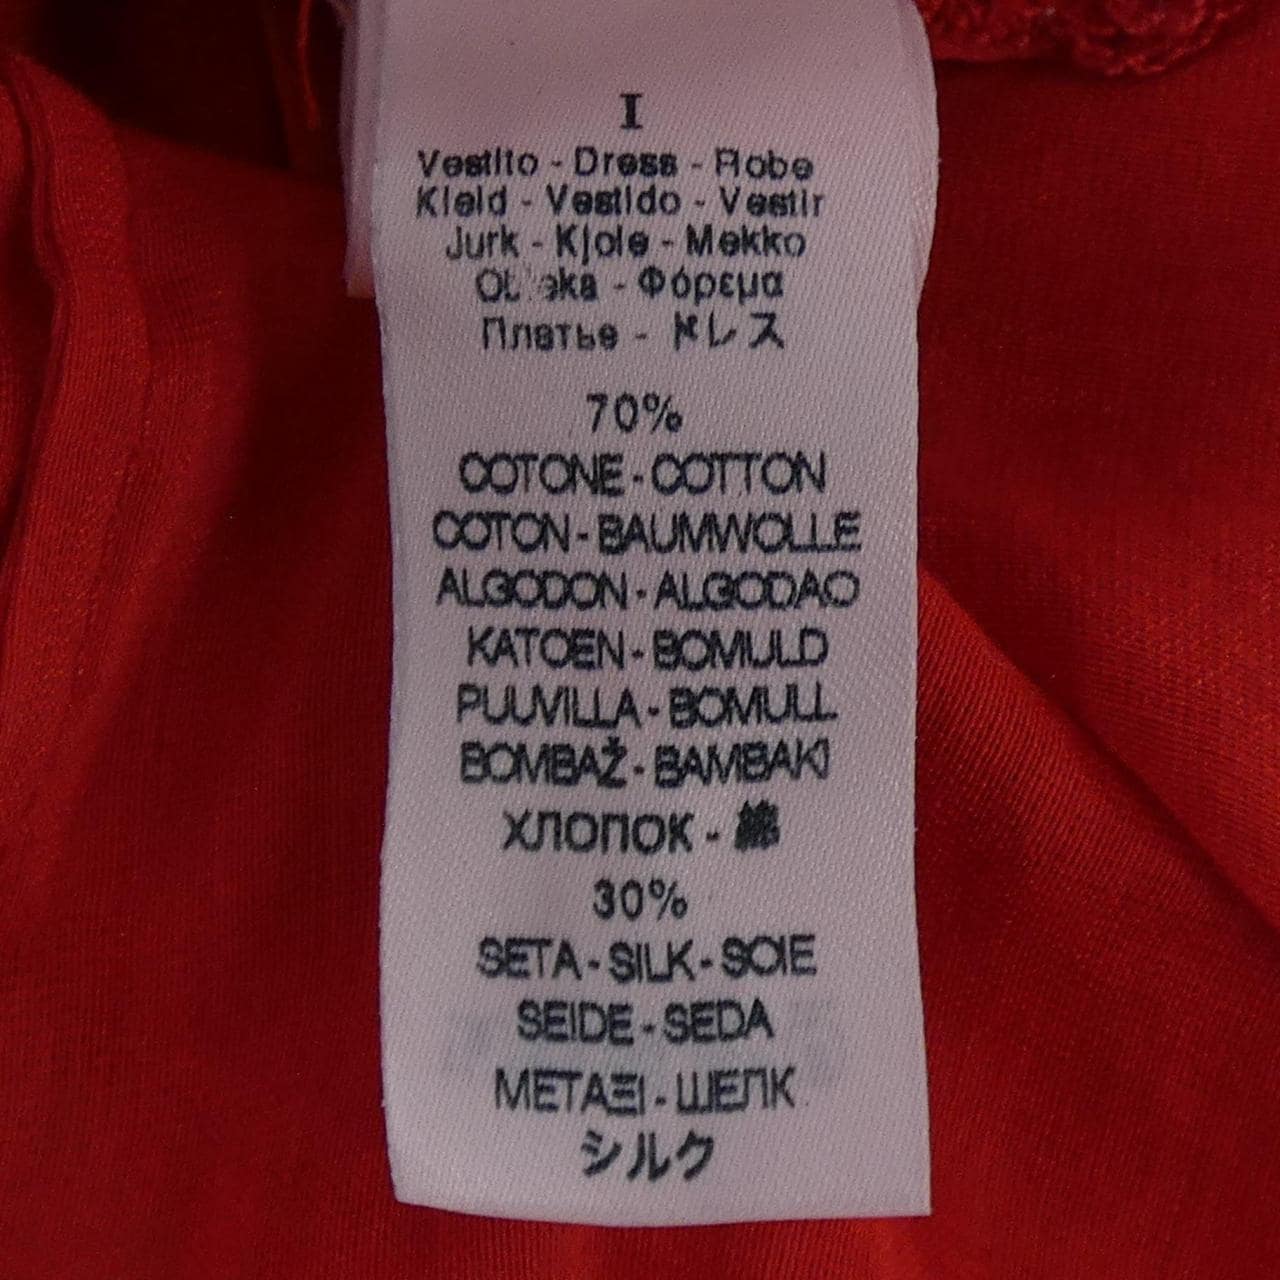 I
Vestito - Dress - Robe
Kleid - Vestido - Vestir
Jurk - Kjole - Mekko
- Φόρεμα
Платье - ドレス
70%
COTONE - COTTON
COTON - BAUMWOLLE
ALGODON - ALGODAO
KATOEN - BOMULD
PUUVILLA - BOMULL
BOMBAŽ - BAMBAKI
ХЛОПОК - 綿
30%
SETA - SILK - SOIE
SEIDE - SEDA
ΜΕΤΑΞΙ - ШЕЛК
シルク